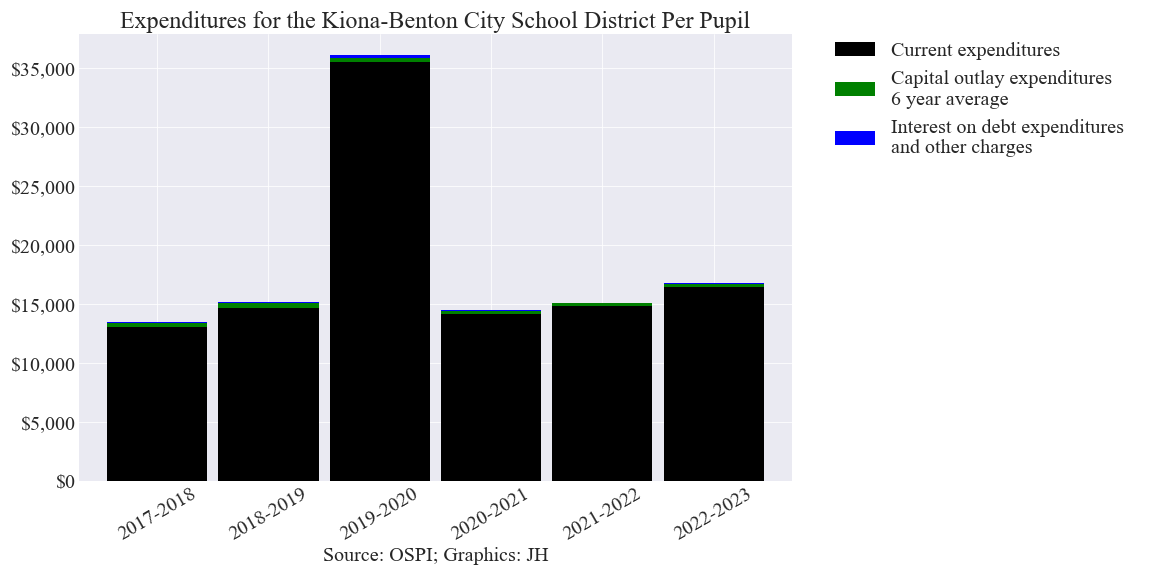 Expenditures for the Kiona-Benton City School District Per Pupil
$35,000
$30,000
$25,000
$20,000
$15,000
$10,000
$5,000
$0
2017-2018
2018-2019
2019-2020
2020-2021
2021-2022
2022-2023
Source: OSPI; Graphics: JH
Current expenditures
Capital outlay expenditures
6 year average
Interest on debt expenditures
and other charges